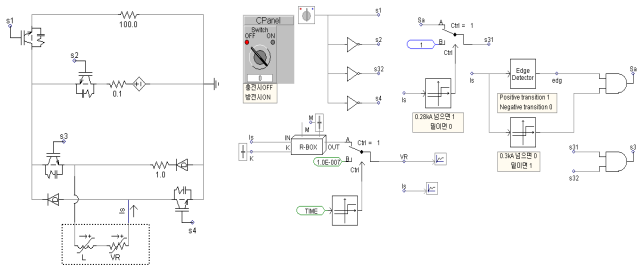 s1
100.0
s2
0.1
s3
1.0
Is
s4
L
VR
CPanel
Switch
OFF ON
0
충전시OFF
방전시ON
s1
s2
s32
s4
Is
K
M
M
IN
K
R-BOX
OUT
A
B
Ctrl = 1
Ctrl
1.0E-007
VR
Is
TIME
Sa
A
B
Ctrl = 1
1
s31
Ctrl
Is
0.28kA 넘으면 1
밑이면 0
Is
Edge
Detector
edg
Positive transition 1
Negative transition 0
0.3kA 넘으면 0
밑이면 1
Sa
s31
s32
s3